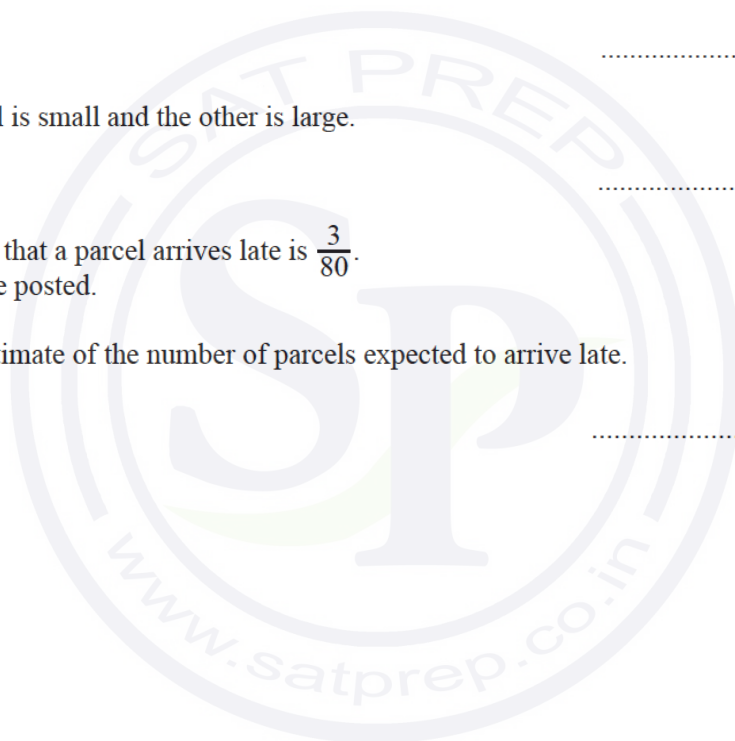 SAT PREP
l is small and the other is large.
that a parcel arrives late is 3/80.
e posted.
timate of the number of parcels expected to arrive late.
SP
www.satprep.co.in